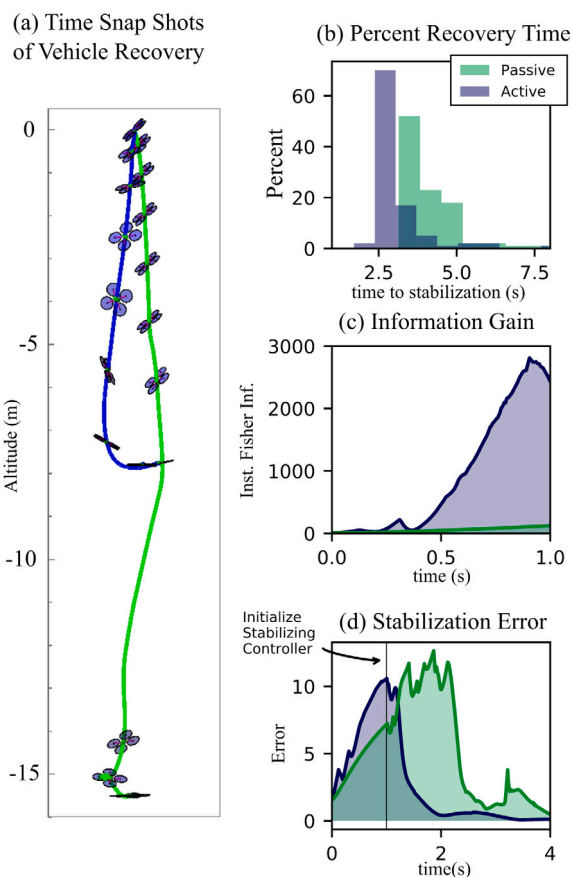 (a) Time Snap Shots
of Vehicle Recovery
Altitude (m)
0
-5
-10
-15
(b) Percent Recovery Time
Passive
Active
Percent
60
40
20
0
2.5
5.0
7.5
time to stabilization (s)
(c) Information Gain
Inst. Fisher Inf.
3000
2000
1000
0
0.0
0.5
1.0
time (s)
(d) Stabilization Error
Initialize
Stabilizing
Controller
Error
10
5
0
0
2
4
time(s)